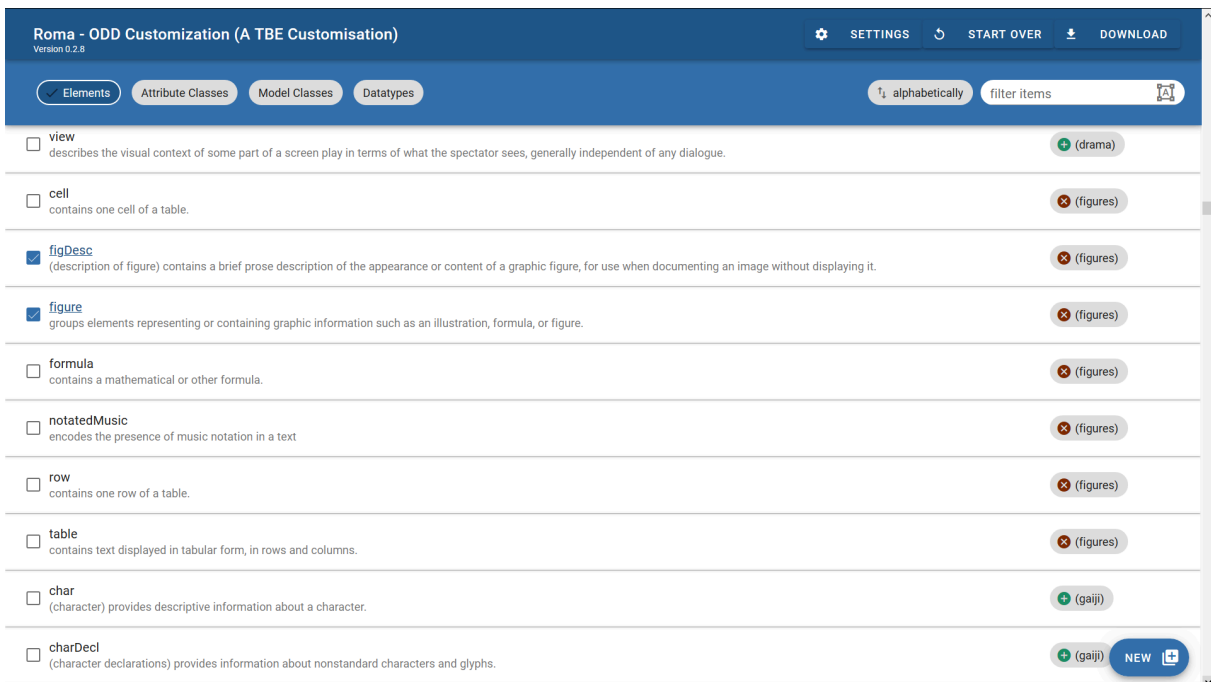 Roma - ODD Customization (A TBE Customisation)
Version 0.2.8
SETTINGS
START OVER
DOWNLOAD
Elements
Attribute Classes
Model Classes
Datatypes
alphabetically
filter items
view
describes the visual context of some part of a screen play in terms of what the spectator sees, generally independent of any dialogue.
(drama)
cell
contains one cell of a table.
(figures)
figDesc
(description of figure) contains a brief prose description of the appearance or content of a graphic figure, for use when documenting an image without displaying it.
(figures)
figure
groups elements representing or containing graphic information such as an illustration, formula, or figure.
(figures)
formula
contains a mathematical or other formula.
(figures)
notatedMusic
encodes the presence of music notation in a text
(figures)
row
contains one row of a table.
(figures)
table
contains text displayed in tabular form, in rows and columns.
(figures)
char
(character) provides descriptive information about a character.
(gaiji)
charDecl
(character declarations) provides information about nonstandard characters and glyphs.
(gaiji)
NEW